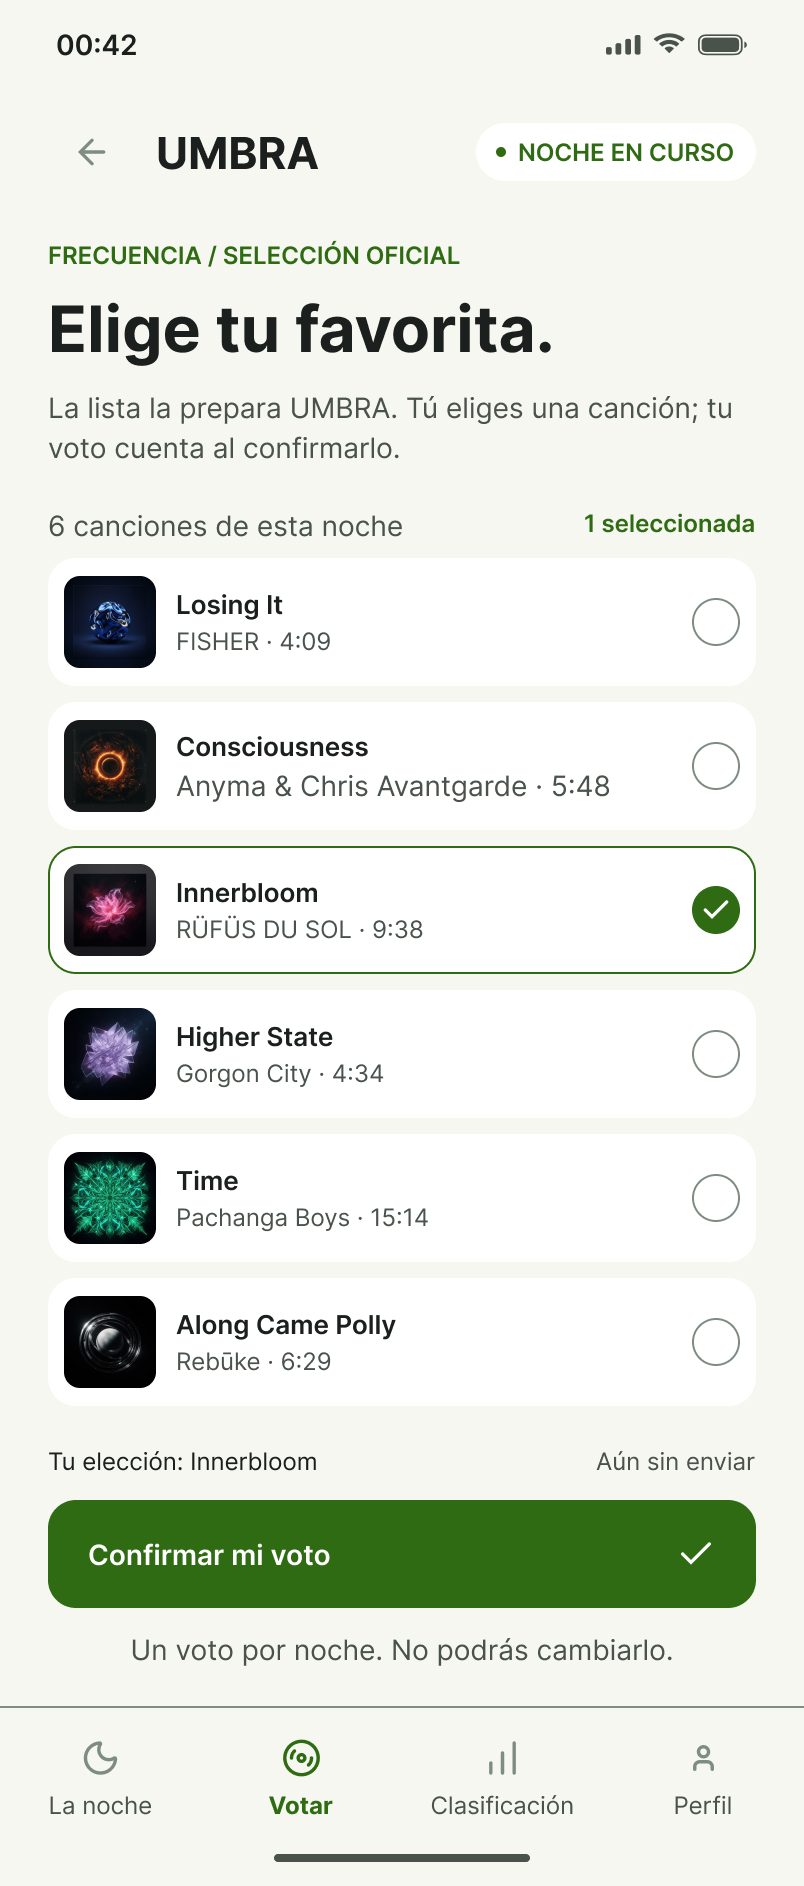 00:42
UMBRA
NOCHE EN CURSO
FRECUENCIA / SELECCIÓN OFICIAL
Elige tu favorita.
La lista la prepara UMBRA. Tú eliges una canción; tu
voto cuenta al confirmarlo.
6 canciones de esta noche
1 seleccionada
Losing It
FISHER · 4:09
Consciousness
Anyma & Chris Avantgarde · 5:48
Innerbloom
RÜFÜS DU SOL · 9:38
Higher State
Gorgon City · 4:34
Time
Pachanga Boys · 15:14
Along Came Polly
Rebūke · 6:29
Tu elección: Innerbloom
Aún sin enviar
Confirmar mi voto
Un voto por noche. No podrás cambiarlo.
La noche
Votar
Clasificación
Perfil